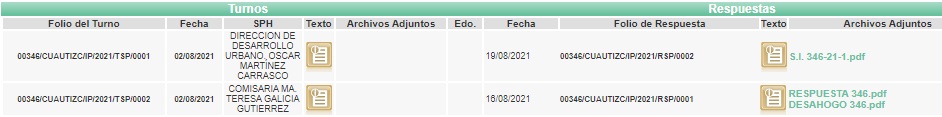 Turnos Respuestas
Folio del Turno Fecha SPH Texto Archivos Adjuntos Edo. Fecha Folio de Respuesta Texto Archivos Adjuntos
00346/CUAUTIZC/IP/2021/TSP/0001 02/08/2021 DIRECCION DE
DESARROLLO
URBANO, OSCAR
MARTÍNEZ
CARRASCO
19/08/2021 00346/CUAUTIZC/IP/2021/RSP/0002 S.I. 346-21-1.pdf
00346/CUAUTIZC/IP/2021/TSP/0002 02/08/2021 COMISARIA MA.
TERESA GALICIA
GUTIERREZ
16/08/2021 00346/CUAUTIZC/IP/2021/RSP/0001 RESPUESTA 346.pdf
DESAHOGO 346.pdf